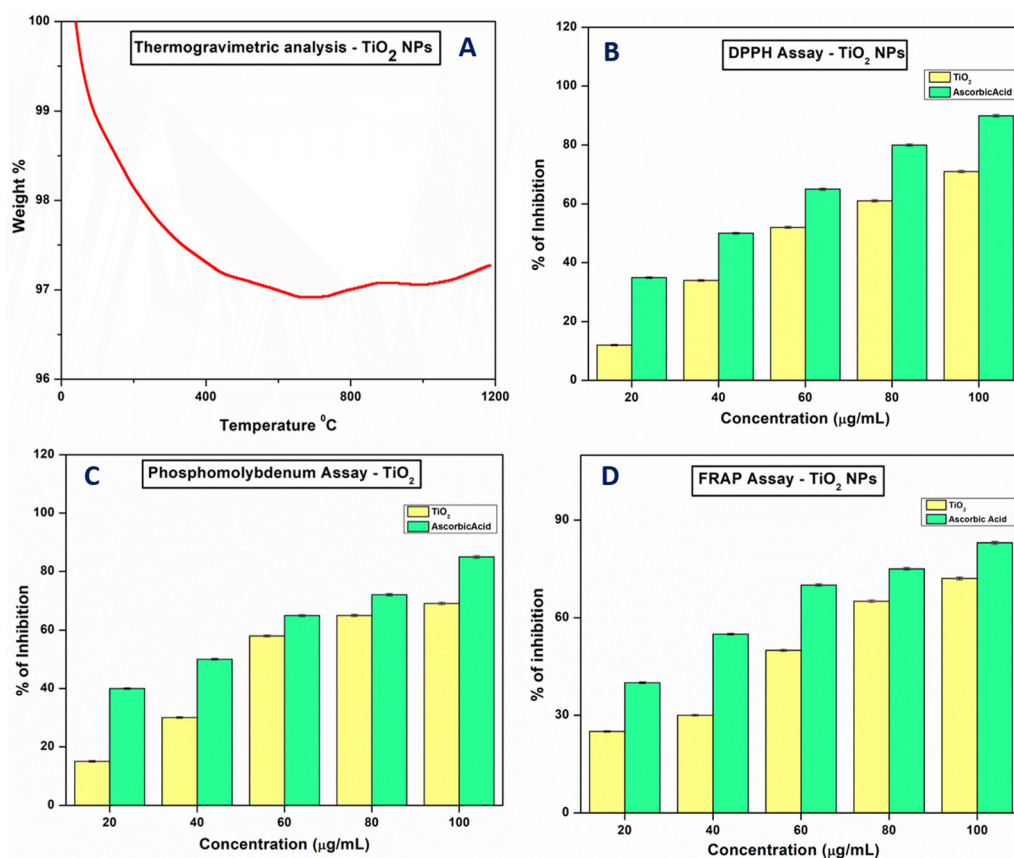 Thermogravimetric analysis - TiO₂ NPs
A
Weight %
100
99
98
97
96
0
400
800
1200
Temperature ⁰C
DPPH Assay - TiO₂ NPs
B
TiO₂
AscorbicAcid
% of Inhibition
120
100
80
60
40
20
0
20
40
60
80
100
Concentration (µg/mL)
Phosphomolybdenum Assay - TiO₂
C
TiO₂
AscorbicAcid
% of Inhibition
120
100
80
60
40
20
0
20
40
60
80
100
Concentration (µg/mL)
FRAP Assay - TiO₂ NPs
D
TiO₂
Ascorbic Acid
% of inhibition
90
60
30
0
20
40
60
80
100
Concentration (µg/mL)